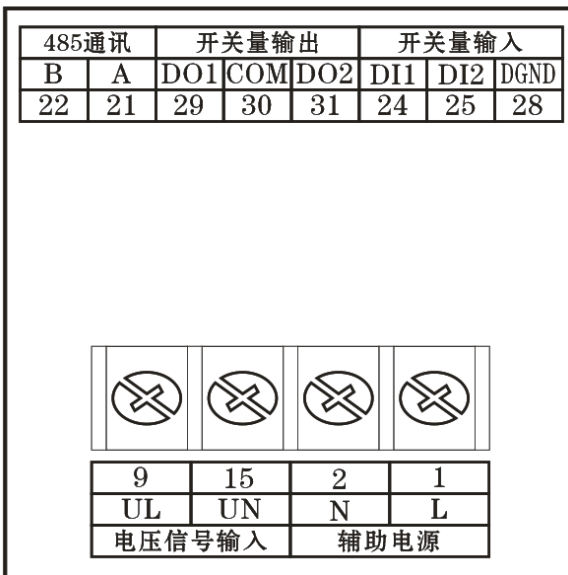 485通讯 开关量输出 开关量输入
B A DO1 COM DO2 DI1 DI2 DGND
22 21 29 30 31 24 25 28
9 15 2 1
UL UN N L
电压信号输入 辅助电源